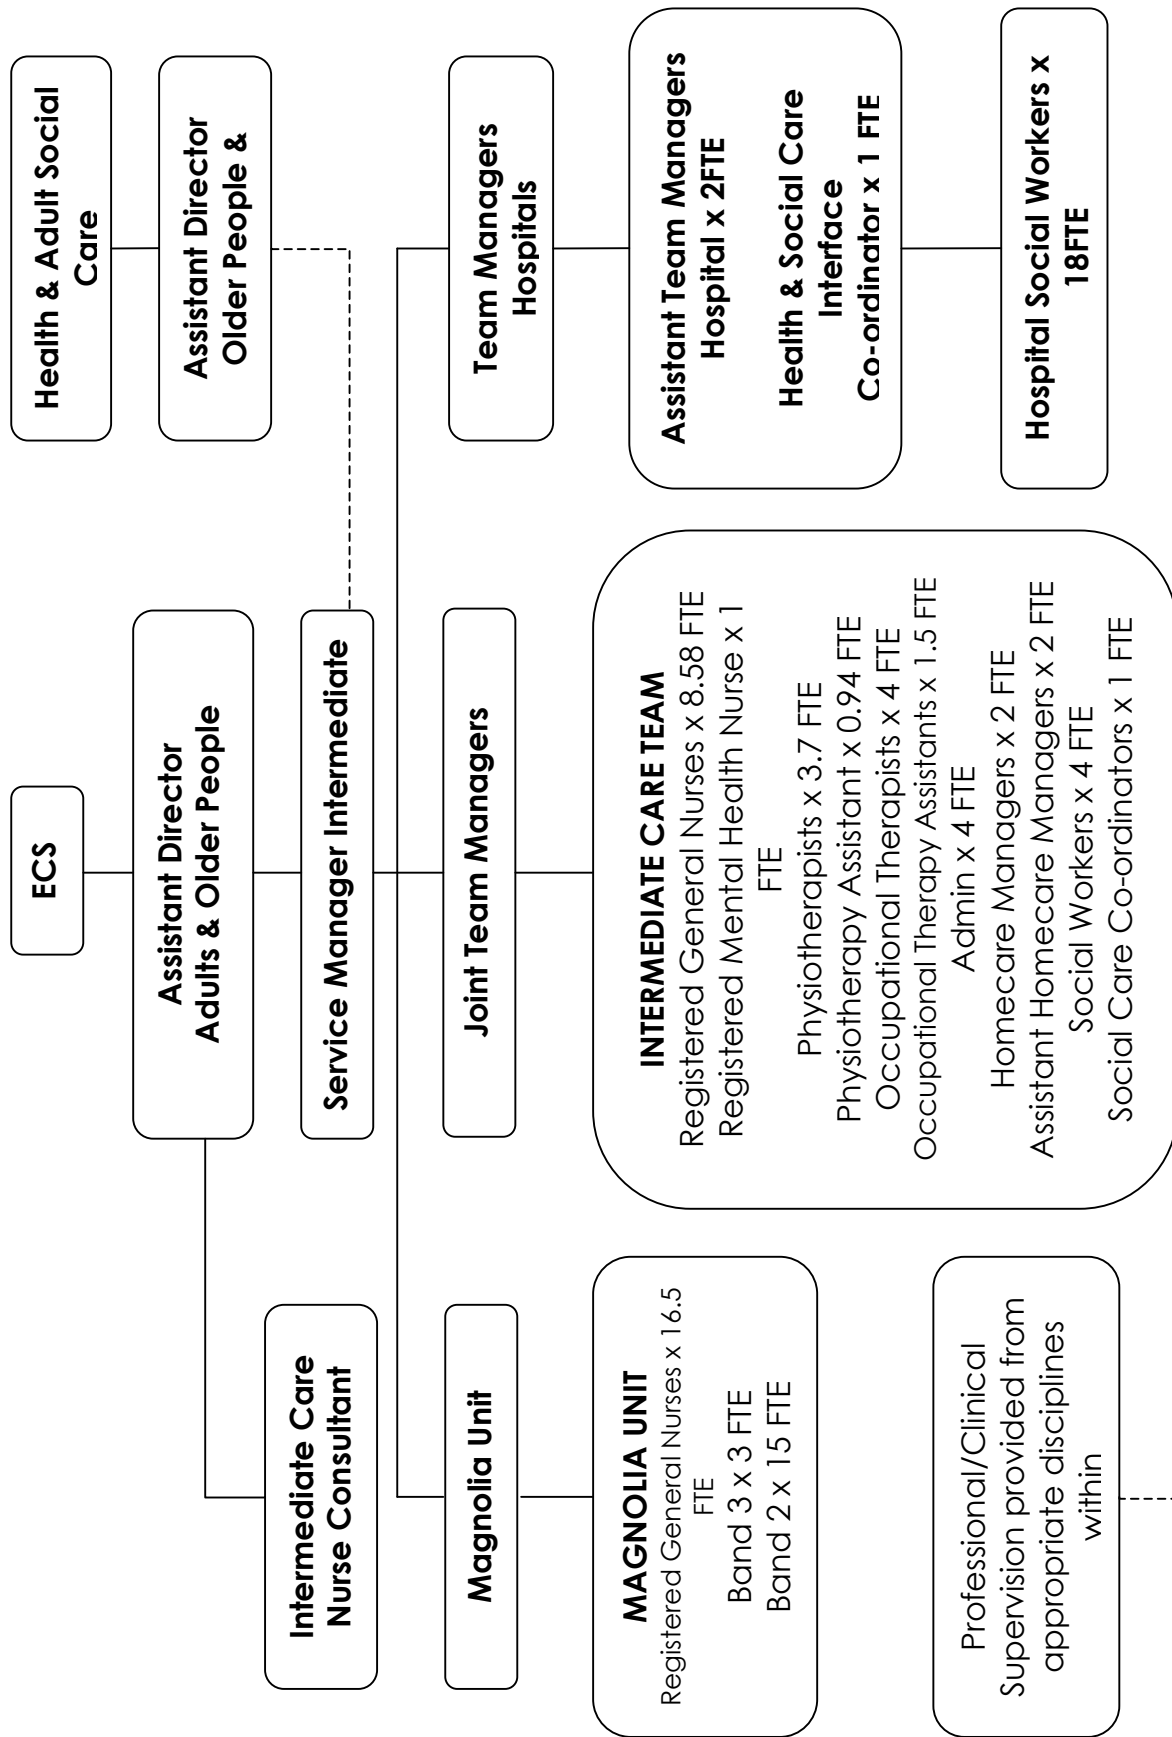 ECS
Health & Adult Social
Care
Assistant Director
Adults & Older People
Assistant Director
Older People &
Intermediate Care
Nurse Consultant
Service Manager Intermediate
Magnolia Unit
Joint Team Managers
Team Managers
Hospitals
MAGNOLIA UNIT
Registered General Nurses x 16.5
FTE
Band 3 x 3 FTE
Band 2 x 15 FTE
INTERMEDIATE CARE TEAM
Registered General Nurses x 8.58 FTE
Registered Mental Health Nurse x 1
FTE
Physiotherapists x 3.7 FTE
Physiotherapy Assistant x 0.94 FTE
Occupational Therapists x 4 FTE
Occupational Therapy Assistants x 1.5 FTE
Admin x 4 FTE
Homecare Managers x 2 FTE
Assistant Homecare Managers x 2 FTE
Social Workers x 4 FTE
Social Care Co-ordinators x 1 FTE
Assistant Team Managers
Hospital x 2FTE
Health & Social Care
Interface
Co-ordinator x 1 FTE
Hospital Social Workers x
18FTE
Professional/Clinical
Supervision provided from
appropriate disciplines
within